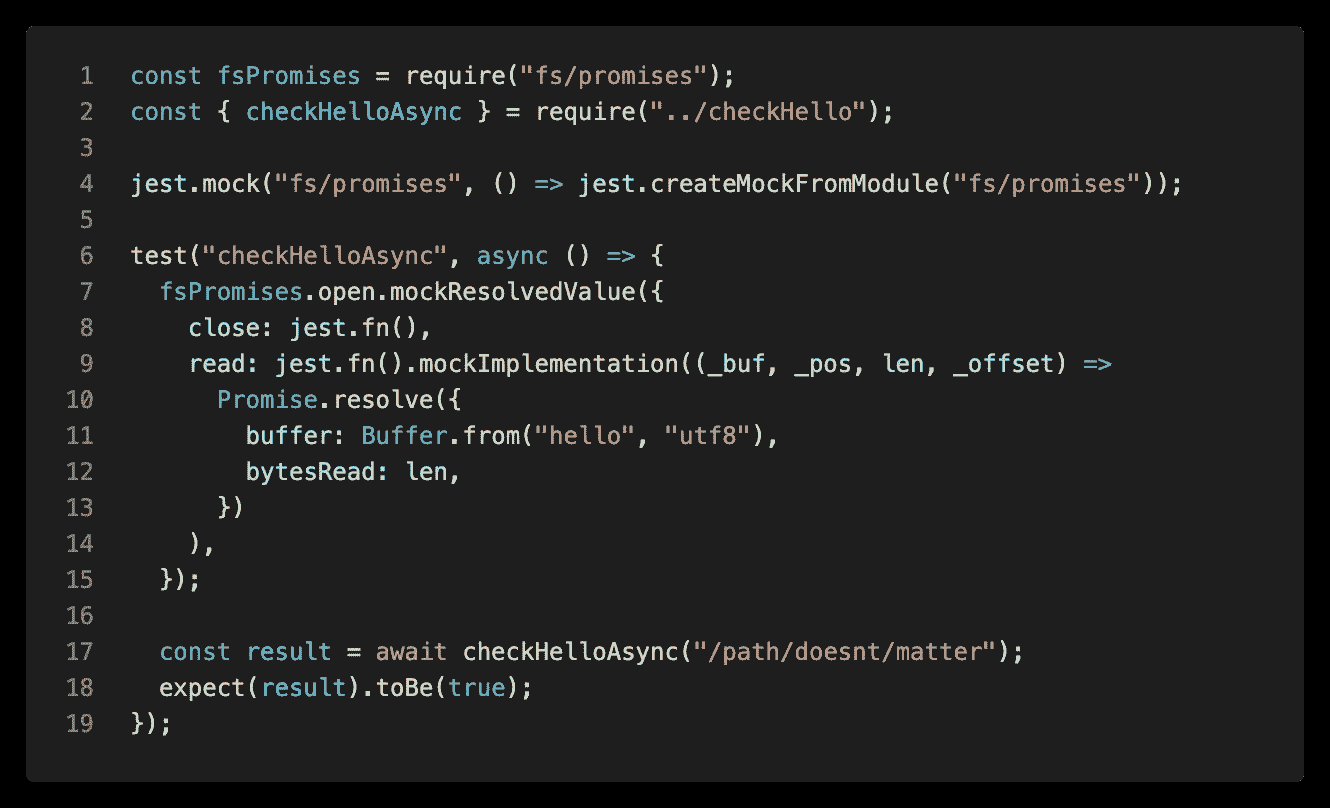 1 const fsPromises = require("fs/promises");
2 const { checkHelloAsync } = require("../checkHello");
3
4 jest.mock("fs/promises", () => jest.createMockFromModule("fs/promises"));
5
6 test("checkHelloAsync", async () => {
7   fsPromises.open.mockResolvedValue({
8     close: jest.fn(),
9     read: jest.fn().mockImplementation((_buf, _pos, len, _offset) =>
10       Promise.resolve({
11         buffer: Buffer.from("hello", "utf8"),
12         bytesRead: len,
13       })
14     ),
15   });
16
17   const result = await checkHelloAsync("/path/doesnt/matter");
18   expect(result).toBe(true);
19 });